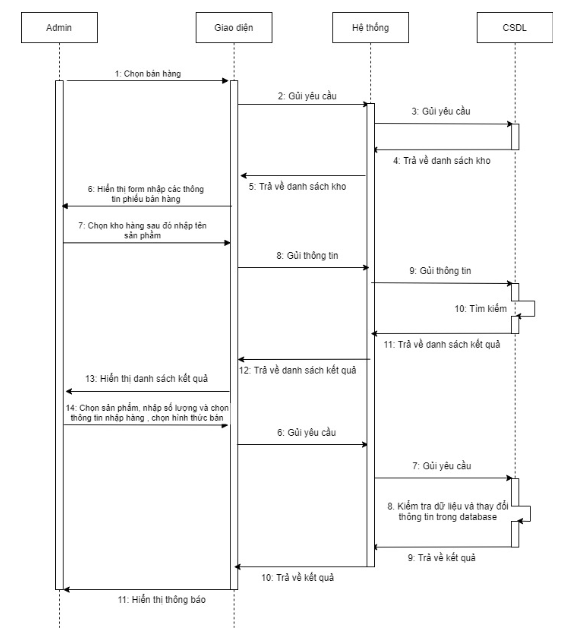 Admin
Giao diện
Hệ thống
CSDL
1: Chọn bán hàng
2: Gửi yêu cầu
3: Gửi yêu cầu
4: Trả về danh sách kho
5: Trả về danh sách kho
6: Hiển thị form nhập các thông
tin phiếu bán hàng
7: Chọn kho hàng sau đó nhập tên
sản phẩm
8: Gửi thông tin
9: Gửi thông tin
10: Tìm kiếm
11: Trả về danh sách kết quả
12: Trả về danh sách kết quả
13: Hiển thị danh sách kết quả
14: Chọn sản phẩm, nhập số lượng và chọn
thông tin nhập hàng , chọn hình thức bán
6: Gửi yêu cầu
7: Gửi yêu cầu
8. Kiểm tra dữ liệu và thay đổi
thông tin trong database
9: Trả về kết quả
10: Trả về kết quả
11: Hiển thị thông báo